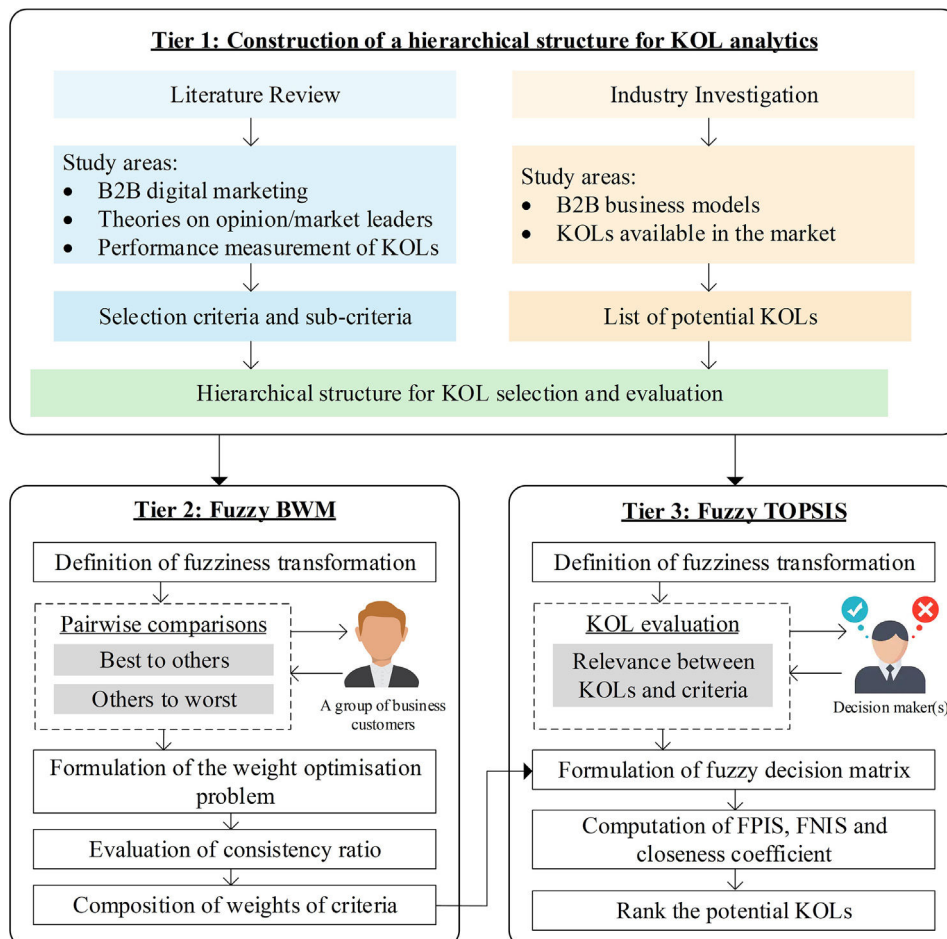 Tier 1: Construction of a hierarchical structure for KOL analytics
Literature Review
Study areas:
• B2B digital marketing
• Theories on opinion/market leaders
• Performance measurement of KOLs
Selection criteria and sub-criteria
Industry Investigation
Study areas:
• B2B business models
• KOLs available in the market
List of potential KOLs
Hierarchical structure for KOL selection and evaluation
Tier 2: Fuzzy BWM
Definition of fuzziness transformation
Pairwise comparisons
Best to others
Others to worst
A group of business
customers
Formulation of the weight optimisation
problem
Evaluation of consistency ratio
Composition of weights of criteria
Tier 3: Fuzzy TOPSIS
Definition of fuzziness transformation
KOL evaluation
Relevance between
KOLs and criteria
Decision maker(s)
Formulation of fuzzy decision matrix
Computation of FPIS, FNIS and
closeness coefficient
Rank the potential KOLs